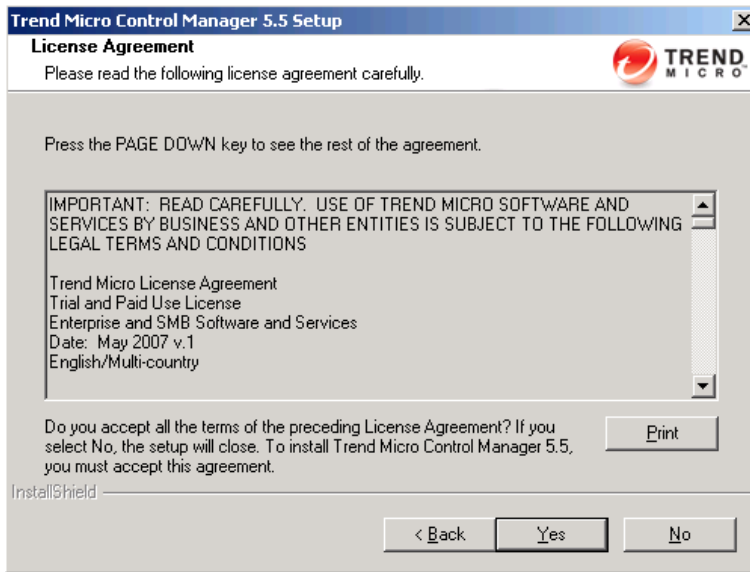 Trend Micro Control Manager 5.5 Setup
License Agreement
Please read the following license agreement carefully.
TREND
MICRO
Press the PAGE DOWN key to see the rest of the agreement.
IMPORTANT: READ CAREFULLY. USE OF TREND MICRO SOFTWARE AND
SERVICES BY BUSINESS AND OTHER ENTITIES IS SUBJECT TO THE FOLLOWING
LEGAL TERMS AND CONDITIONS
Trend Micro License Agreement
Trial and Paid Use License
Enterprise and SMB Software and Services
Date: May 2007 v.1
English/Multi-country
Do you accept all the terms of the preceding License Agreement? If you
select No, the setup will close. To install Trend Micro Control Manager 5.5,
you must accept this agreement.
Print
InstallShield
< Back
Yes
No